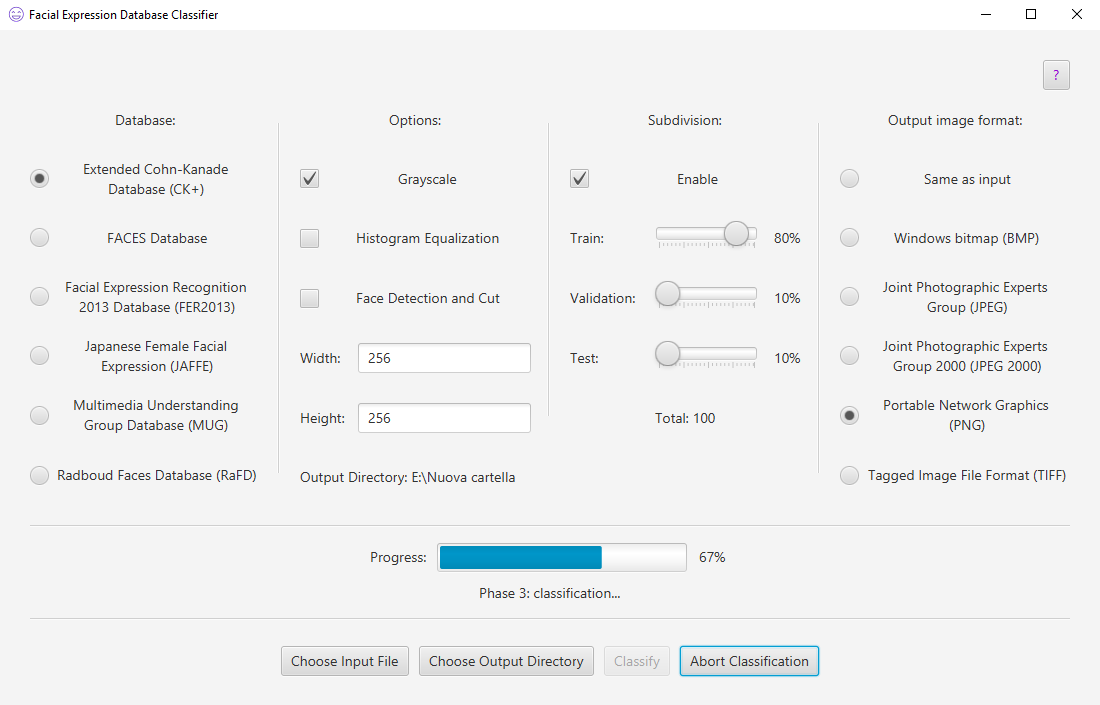 Facial Expression Database Classifier
?
Database:
Extended Cohn-Kanade
Database (CK+)
FACES Database
Facial Expression Recognition
2013 Database (FER2013)
Japanese Female Facial
Expression (JAFFE)
Multimedia Understanding
Group Database (MUG)
Radboud Faces Database (RaFD)
Options:
Grayscale
Histogram Equalization
Face Detection and Cut
Width: 256
Height: 256
Output Directory: E:\Nuova cartella
Subdivision:
Enable
Train: 80%
Validation: 10%
Test: 10%
Total: 100
Output image format:
Same as input
Windows bitmap (BMP)
Joint Photographic Experts
Group (JPEG)
Joint Photographic Experts
Group 2000 (JPEG 2000)
Portable Network Graphics
(PNG)
Tagged Image File Format (TIFF)
Progress: 67%
Phase 3: classification...
Choose Input File
Choose Output Directory
Classify
Abort Classification